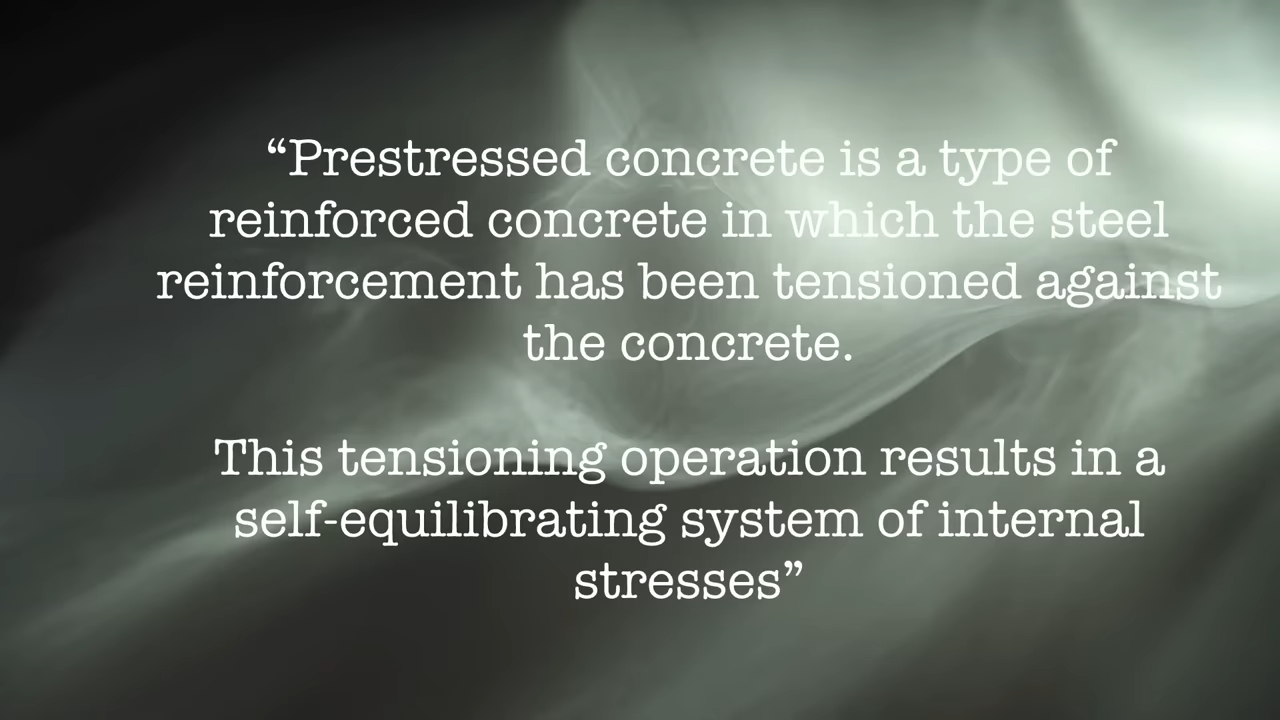 “Prestressed concrete is a type of
reinforced concrete in which the steel
reinforcement has been tensioned against
the concrete.
This tensioning operation results in a
self-equilibrating system of internal
stresses”